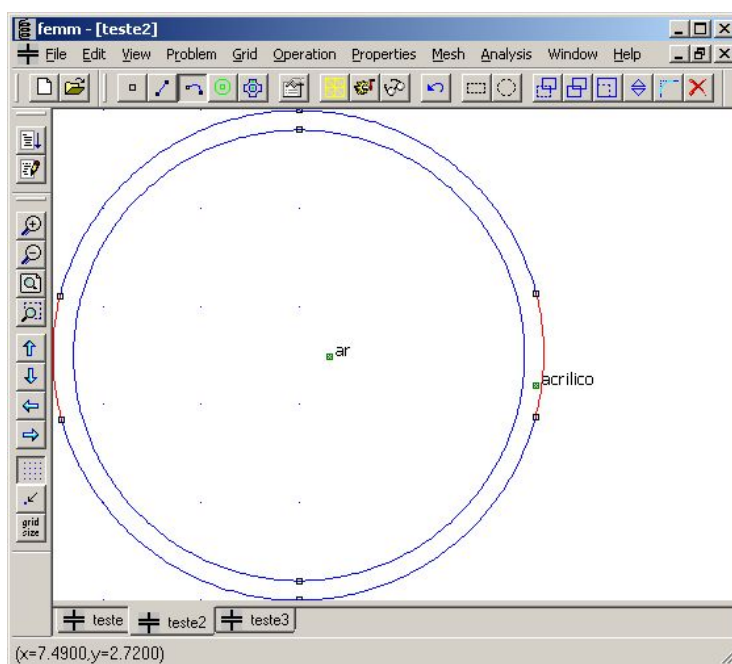 femm - [teste2]
File Edit View Problem Grid Operation Properties Mesh Analysis Window Help
ar
acrilico
grid
size
teste teste2 teste3
(x=7.4900,y=2.7200)